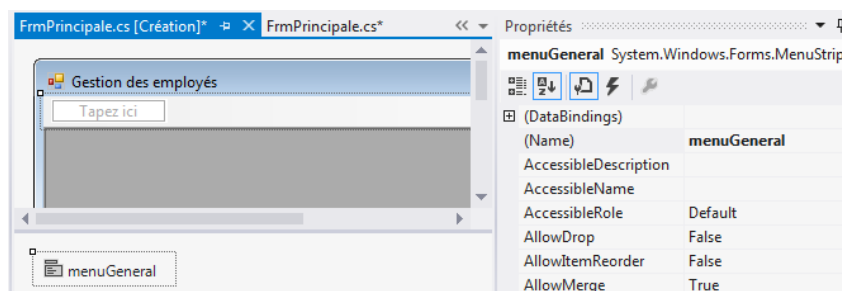 FrmPrincipale.cs [Création]*
FrmPrincipale.cs*
Gestion des employés
Tapez ici
menuGeneral
Propriétés
menuGeneral System.Windows.Forms.MenuStrip
(DataBindings)
(Name) menuGeneral
AccessibleDescription
AccessibleName
AccessibleRole Default
AllowDrop False
AllowItemReorder False
AllowMerge True